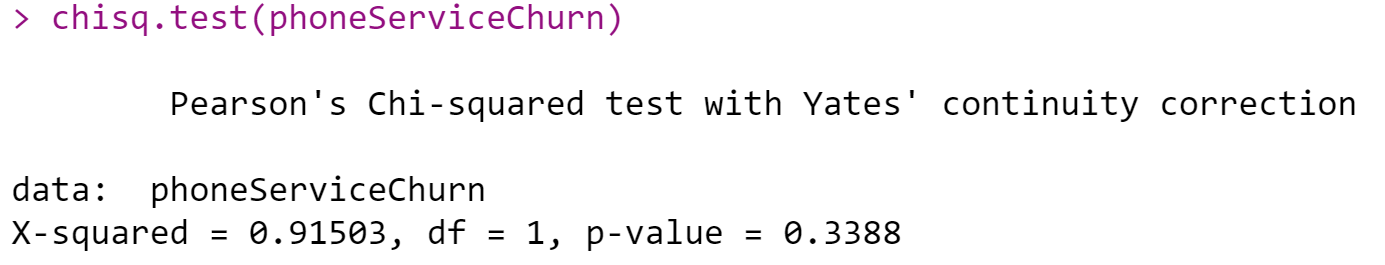 > chisq.test(phoneServiceChurn)
Pearson's Chi-squared test with Yates' continuity correction
data:  phoneServiceChurn
X-squared = 0.91503, df = 1, p-value = 0.3388